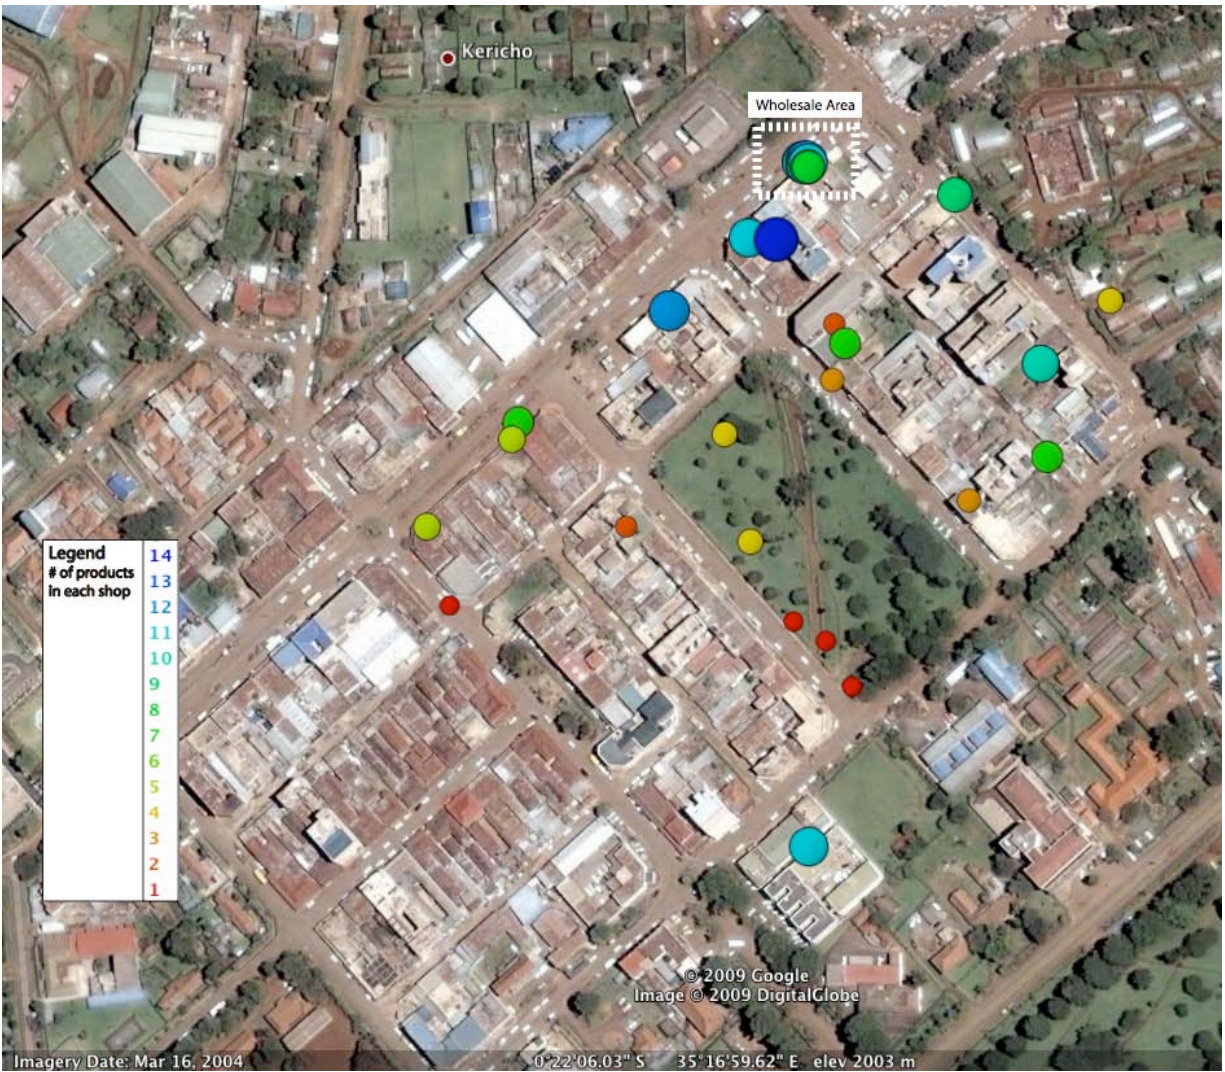 Kericho
Wholesale Area
Legend
# of products
in each shop
14
13
12
11
10
9
8
7
6
5
4
3
2
1
© 2009 Google
Image © 2009 DigitalGlobe
Imagery Date: Mar 16, 2004
0°22'06.03" S 35°16'59.62" E elev 2003 m